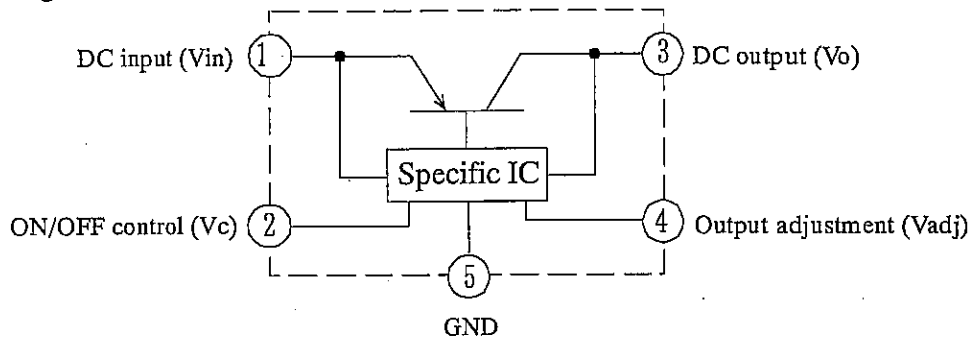 DC input (Vin) 1
3 DC output (Vo)
Specific IC
ON/OFF control (Vc) 2
4 Output adjustment (Vadj)
5
GND